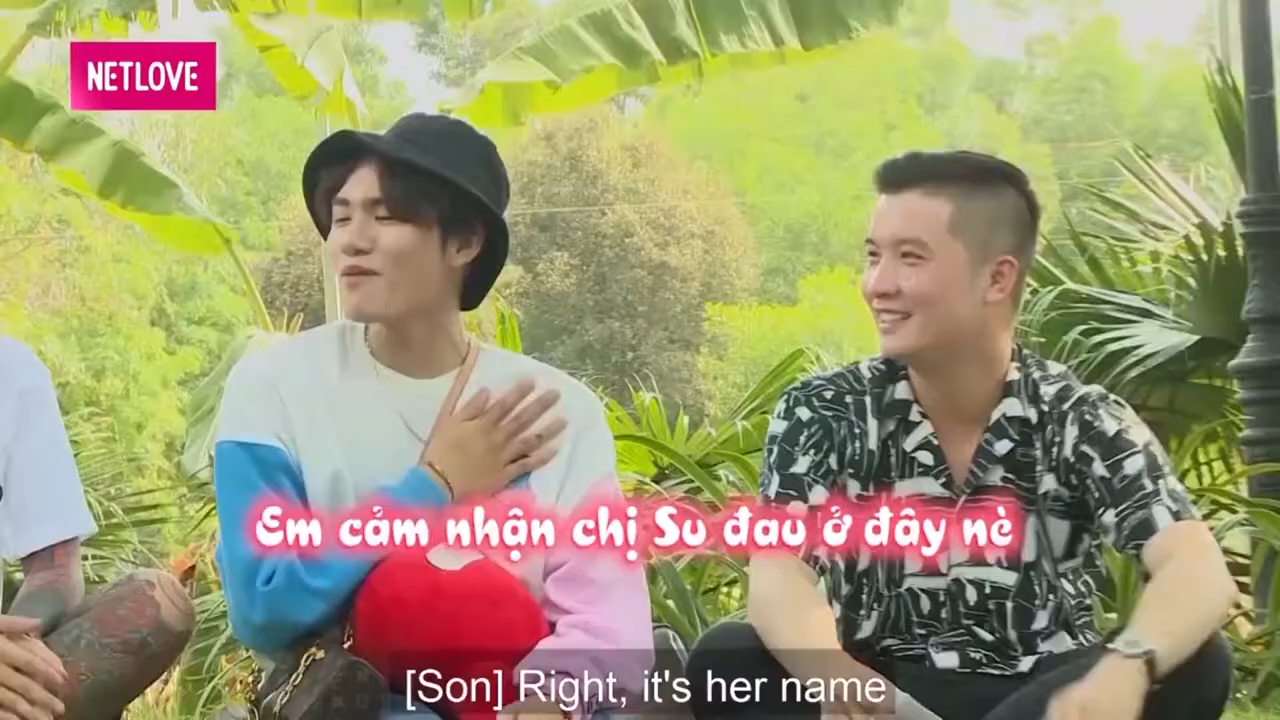 NETLOVE
Em cảm nhận chị Su đau ở đây nè
[Son] Right, it's her name